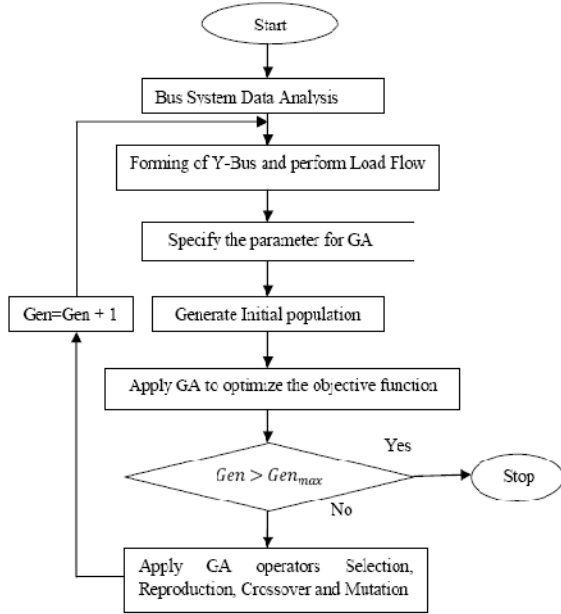 Start
Bus System Data Analysis
Forming of Y-Bus and perform Load Flow
Specify the parameter for GA
Gen=Gen + 1
Generate Initial population
Apply GA to optimize the objective function
Yes
Gen > Gen_max
Stop
No
Apply GA operators Selection,
Reproduction, Crossover and Mutation